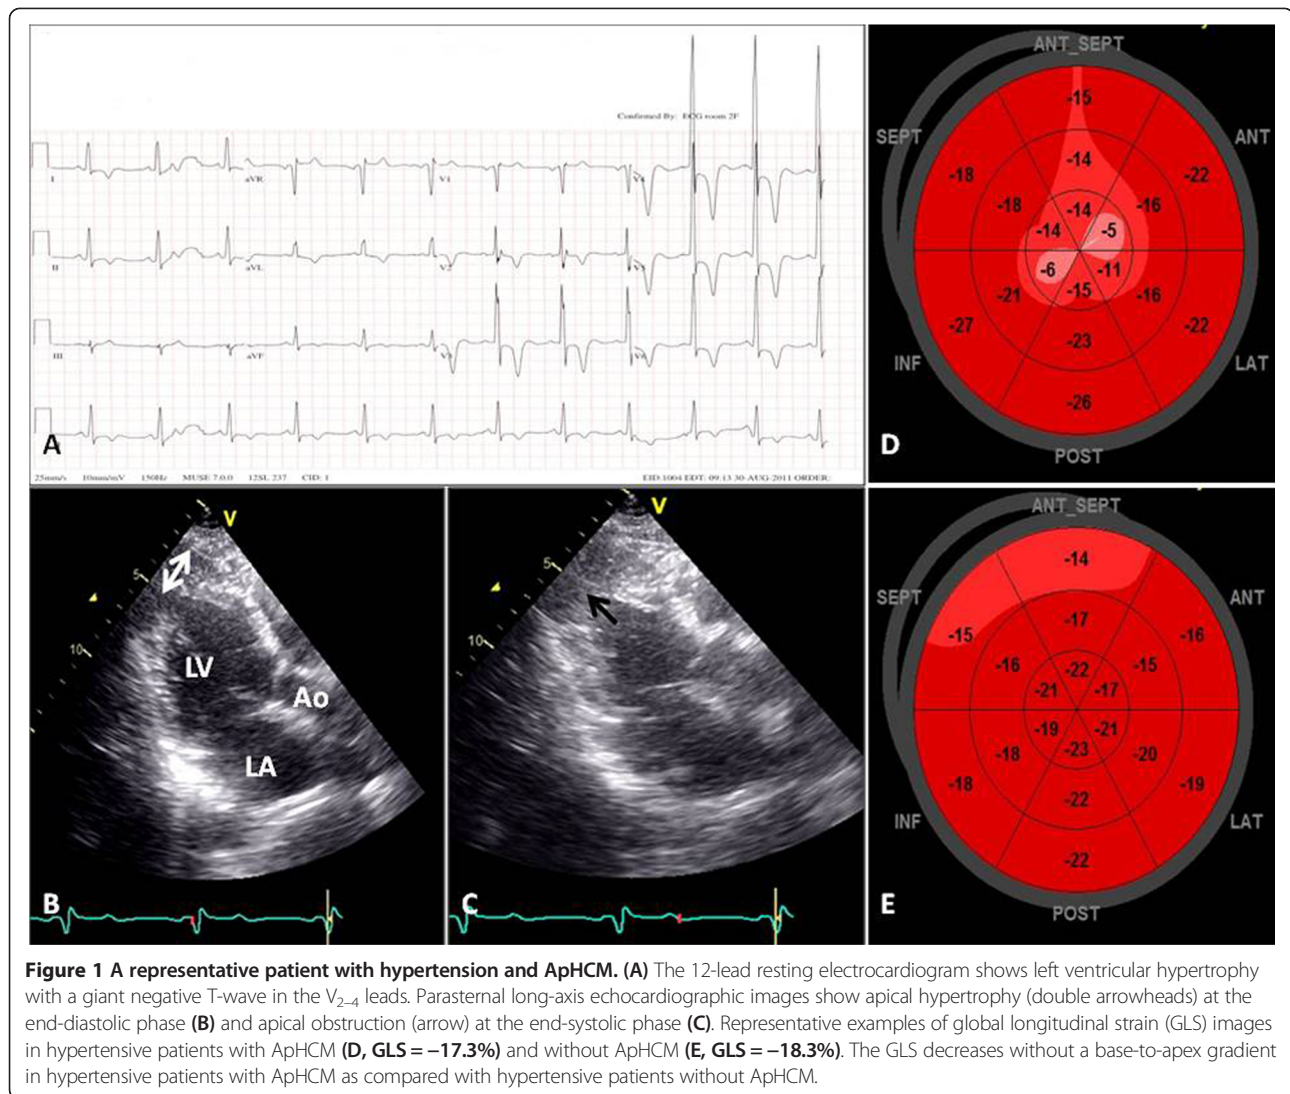 Confirmed By: ECG room 2F
I aVR V1 V4
II aVL V2 V5
III aVF V3 V6
A
25mm/s 10mm/mV 150Hz MUSE 7.0.0 12SL 237 CID: 1 EID:1004 EDT: 09:13 30-AUG-2011 ORDER:
ANT_SEPT
SEPT ANT
INF LAT
POST
-15
-18 -22
-14
-18 -16
-14
-14 -5
-6 -11
-15
-21 -16
-27 -22
-23
-26
D
V
5
10
LV
Ao
LA
B
V
5
10
C
ANT_SEPT
SEPT ANT
INF LAT
POST
-14
-15 -16
-17
-16 -15
-22
-21 -17
-19 -21
-23
-18 -20
-18 -19
-22
-22
E
Figure 1 A representative patient with hypertension and ApHCM. (A) The 12-lead resting electrocardiogram shows left ventricular hypertrophy
with a giant negative T-wave in the V2–4 leads. Parasternal long-axis echocardiographic images show apical hypertrophy (double arrowheads) at the
end-diastolic phase (B) and apical obstruction (arrow) at the end-systolic phase (C). Representative examples of global longitudinal strain (GLS) images
in hypertensive patients with ApHCM (D, GLS = −17.3%) and without ApHCM (E, GLS = −18.3%). The GLS decreases without a base-to-apex gradient
in hypertensive patients with ApHCM as compared with hypertensive patients without ApHCM.